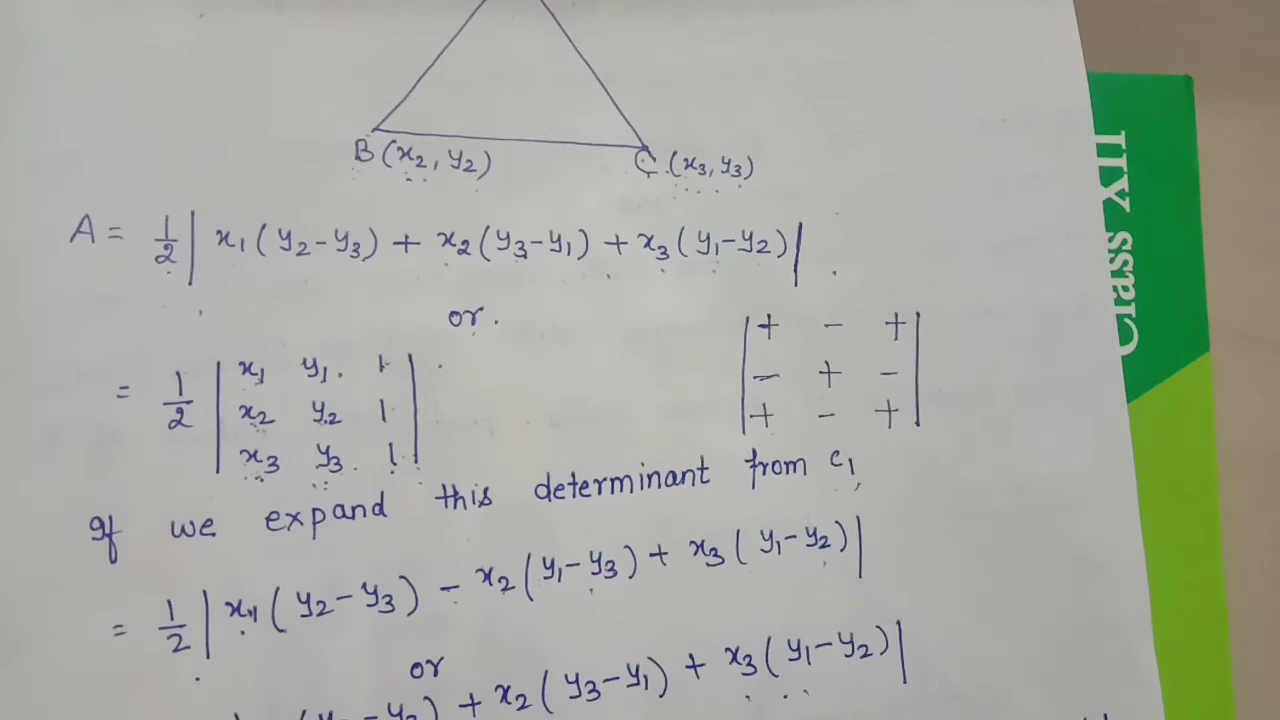 B(x₂, y₂)
C(x₃, y₃)
A = 1/2 | x₁(y₂-y₃) + x₂(y₃-y₁) + x₃(y₁-y₂) |
or.
= 1/2 | x₁ y₁ 1 |
| x₂ y₂ 1 |
| x₃ y₃ 1 |
| + - + |
| - + - |
| + - + |
If we expand this determinant from c₁
= 1/2 | x₁(y₂-y₃) - x₂(y₁-y₃) + x₃(y₁-y₂) |
or
+ x₂(y₃-y₁) + x₃(y₁-y₂) |
Class XII